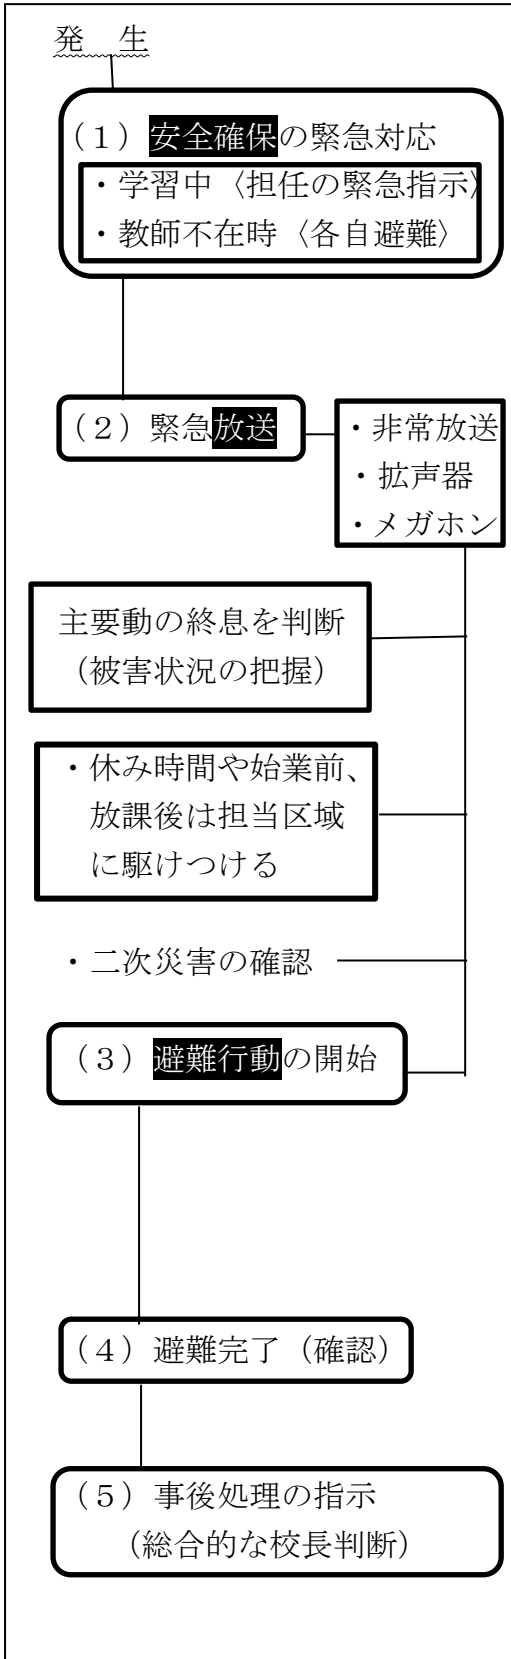 発　生
（１）安全確保の緊急対応
・学習中〈担任の緊急指示〉
・教師不在時〈各自避難〉
（２）緊急放送
・非常放送
・拡声器
・メガホン
主要動の終息を判断
（被害状況の把握）
・休み時間や始業前、
放課後は担当区域
に駆けつける
・二次災害の確認
（３）避難行動の開始
（４）避難完了（確認）
（５）事後処理の指示
（総合的な校長判断）